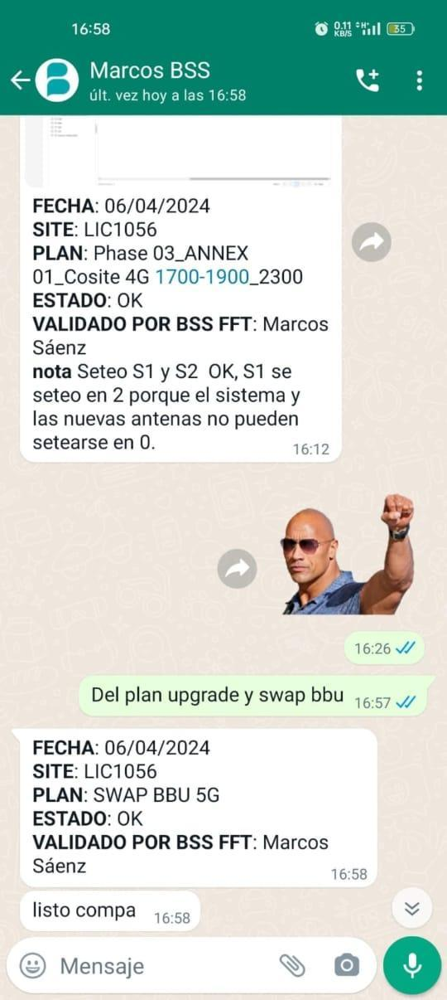 16:58
0.11
KB/S
H+
35
Marcos BSS
últ. vez hoy a las 16:58
FECHA: 06/04/2024
SITE: LIC1056
PLAN: Phase 03_ANNEX
01_Cosite 4G 1700-1900_2300
ESTADO: OK
VALIDADO POR BSS FFT: Marcos
Sáenz
nota Seteo S1 y S2  OK, S1 se
seteo en 2 porque el sistema y
las nuevas antenas no pueden
setearse en 0.
16:12
16:26
Del plan upgrade y swap bbu
16:57
FECHA: 06/04/2024
SITE: LIC1056
PLAN: SWAP BBU 5G
ESTADO: OK
VALIDADO POR BSS FFT: Marcos
Sáenz
16:58
listo compa
16:58
Mensaje